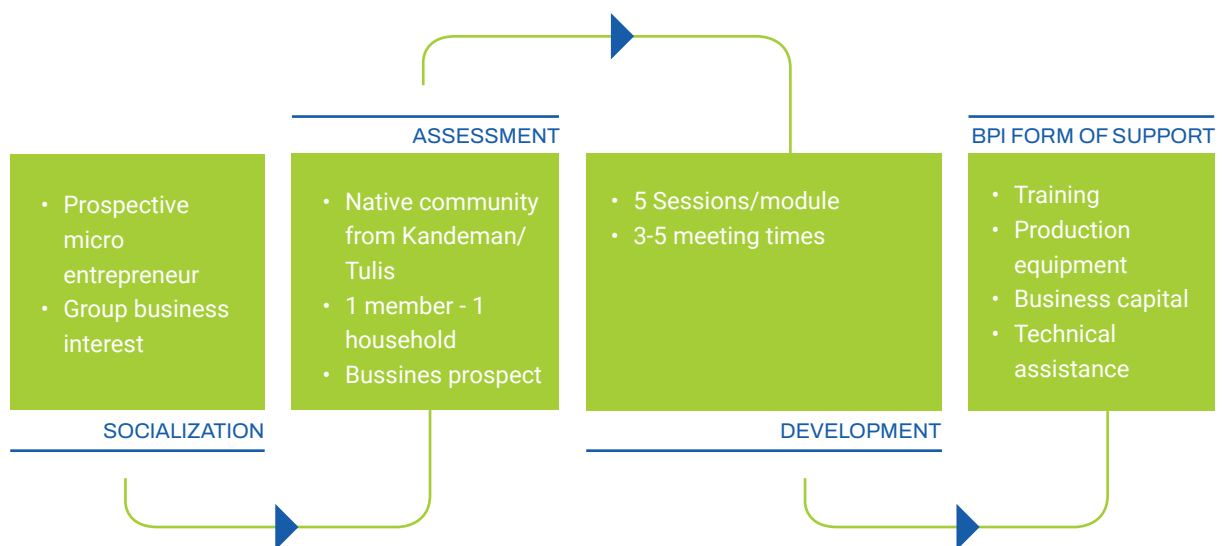 • Prospective
micro
entrepreneur
• Group business
interest
SOCIALIZATION
ASSESSMENT
• Native community
from Kandeman/
Tulis
• 1 member - 1
household
• Bussines prospect
• 5 Sessions/module
• 3-5 meeting times
DEVELOPMENT
BPI FORM OF SUPPORT
• Training
• Production
equipment
• Business capital
• Technical
assistance